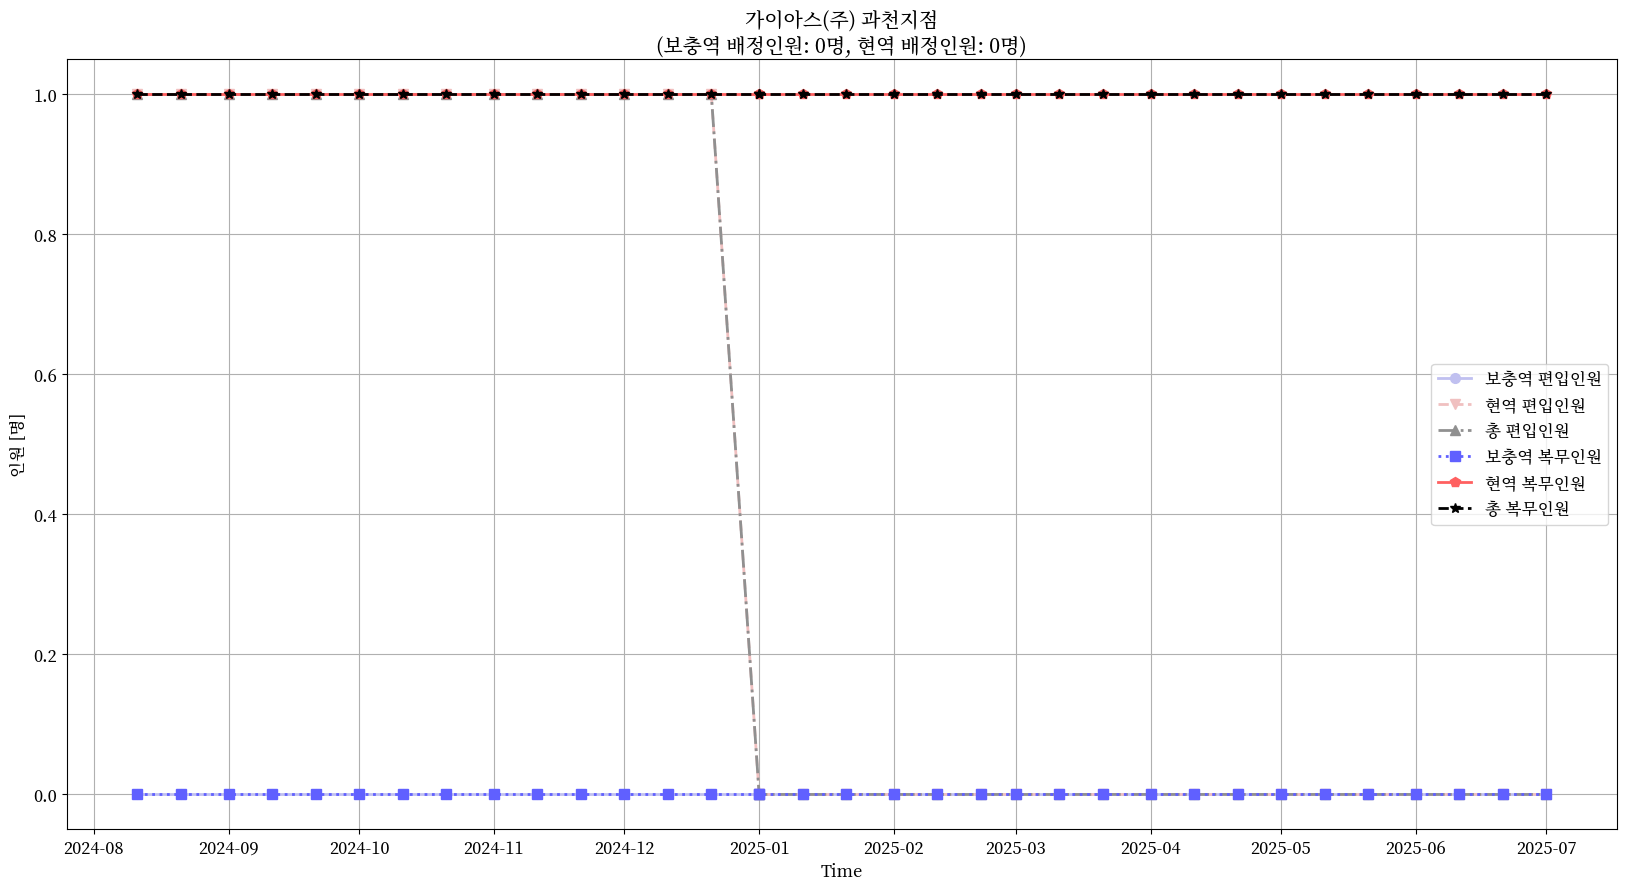 가이아스(주) 과천지점
(보충역 배정인원: 0명, 현역 배정인원: 0명)
1.0
0.8
0.6
0.4
0.2
0.0
인원 [명]
보충역 편입인원
현역 편입인원
총 편입인원
보충역 복무인원
현역 복무인원
총 복무인원
2024-08 2024-09 2024-10 2024-11 2024-12 2025-01 2025-02 2025-03 2025-04 2025-05 2025-06 2025-07
Time